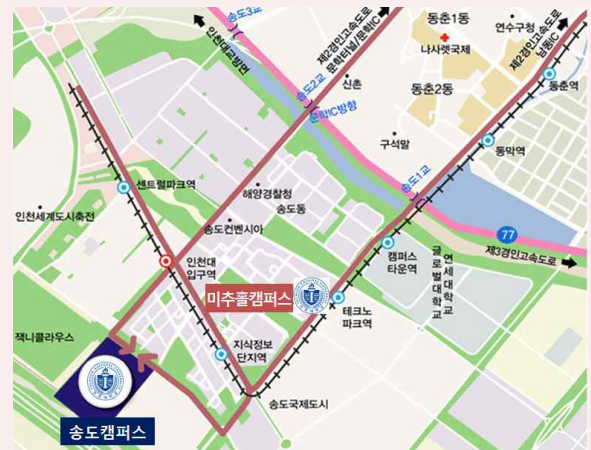 송도3교
인천대교방면
제2경인고속도로
문학터널/문학IC
동춘1동
연수구청
나사렛국제
제2경인고속도로
남동IC
송도2교
신촌
동춘2동
동춘역
문학IC방향
구석말
동막역
센트럴파크역
해양경찰청
송도동
송도1교
인천세계도시축전
송도컨벤시아
77
제3경인고속도로
인천대
입구역
캠퍼스
타운역
연세대학교
글로벌대학교
미추홀캠퍼스
테크노
파크역
잭니콜라우스
지식정보
단지역
송도국제도시
송도캠퍼스